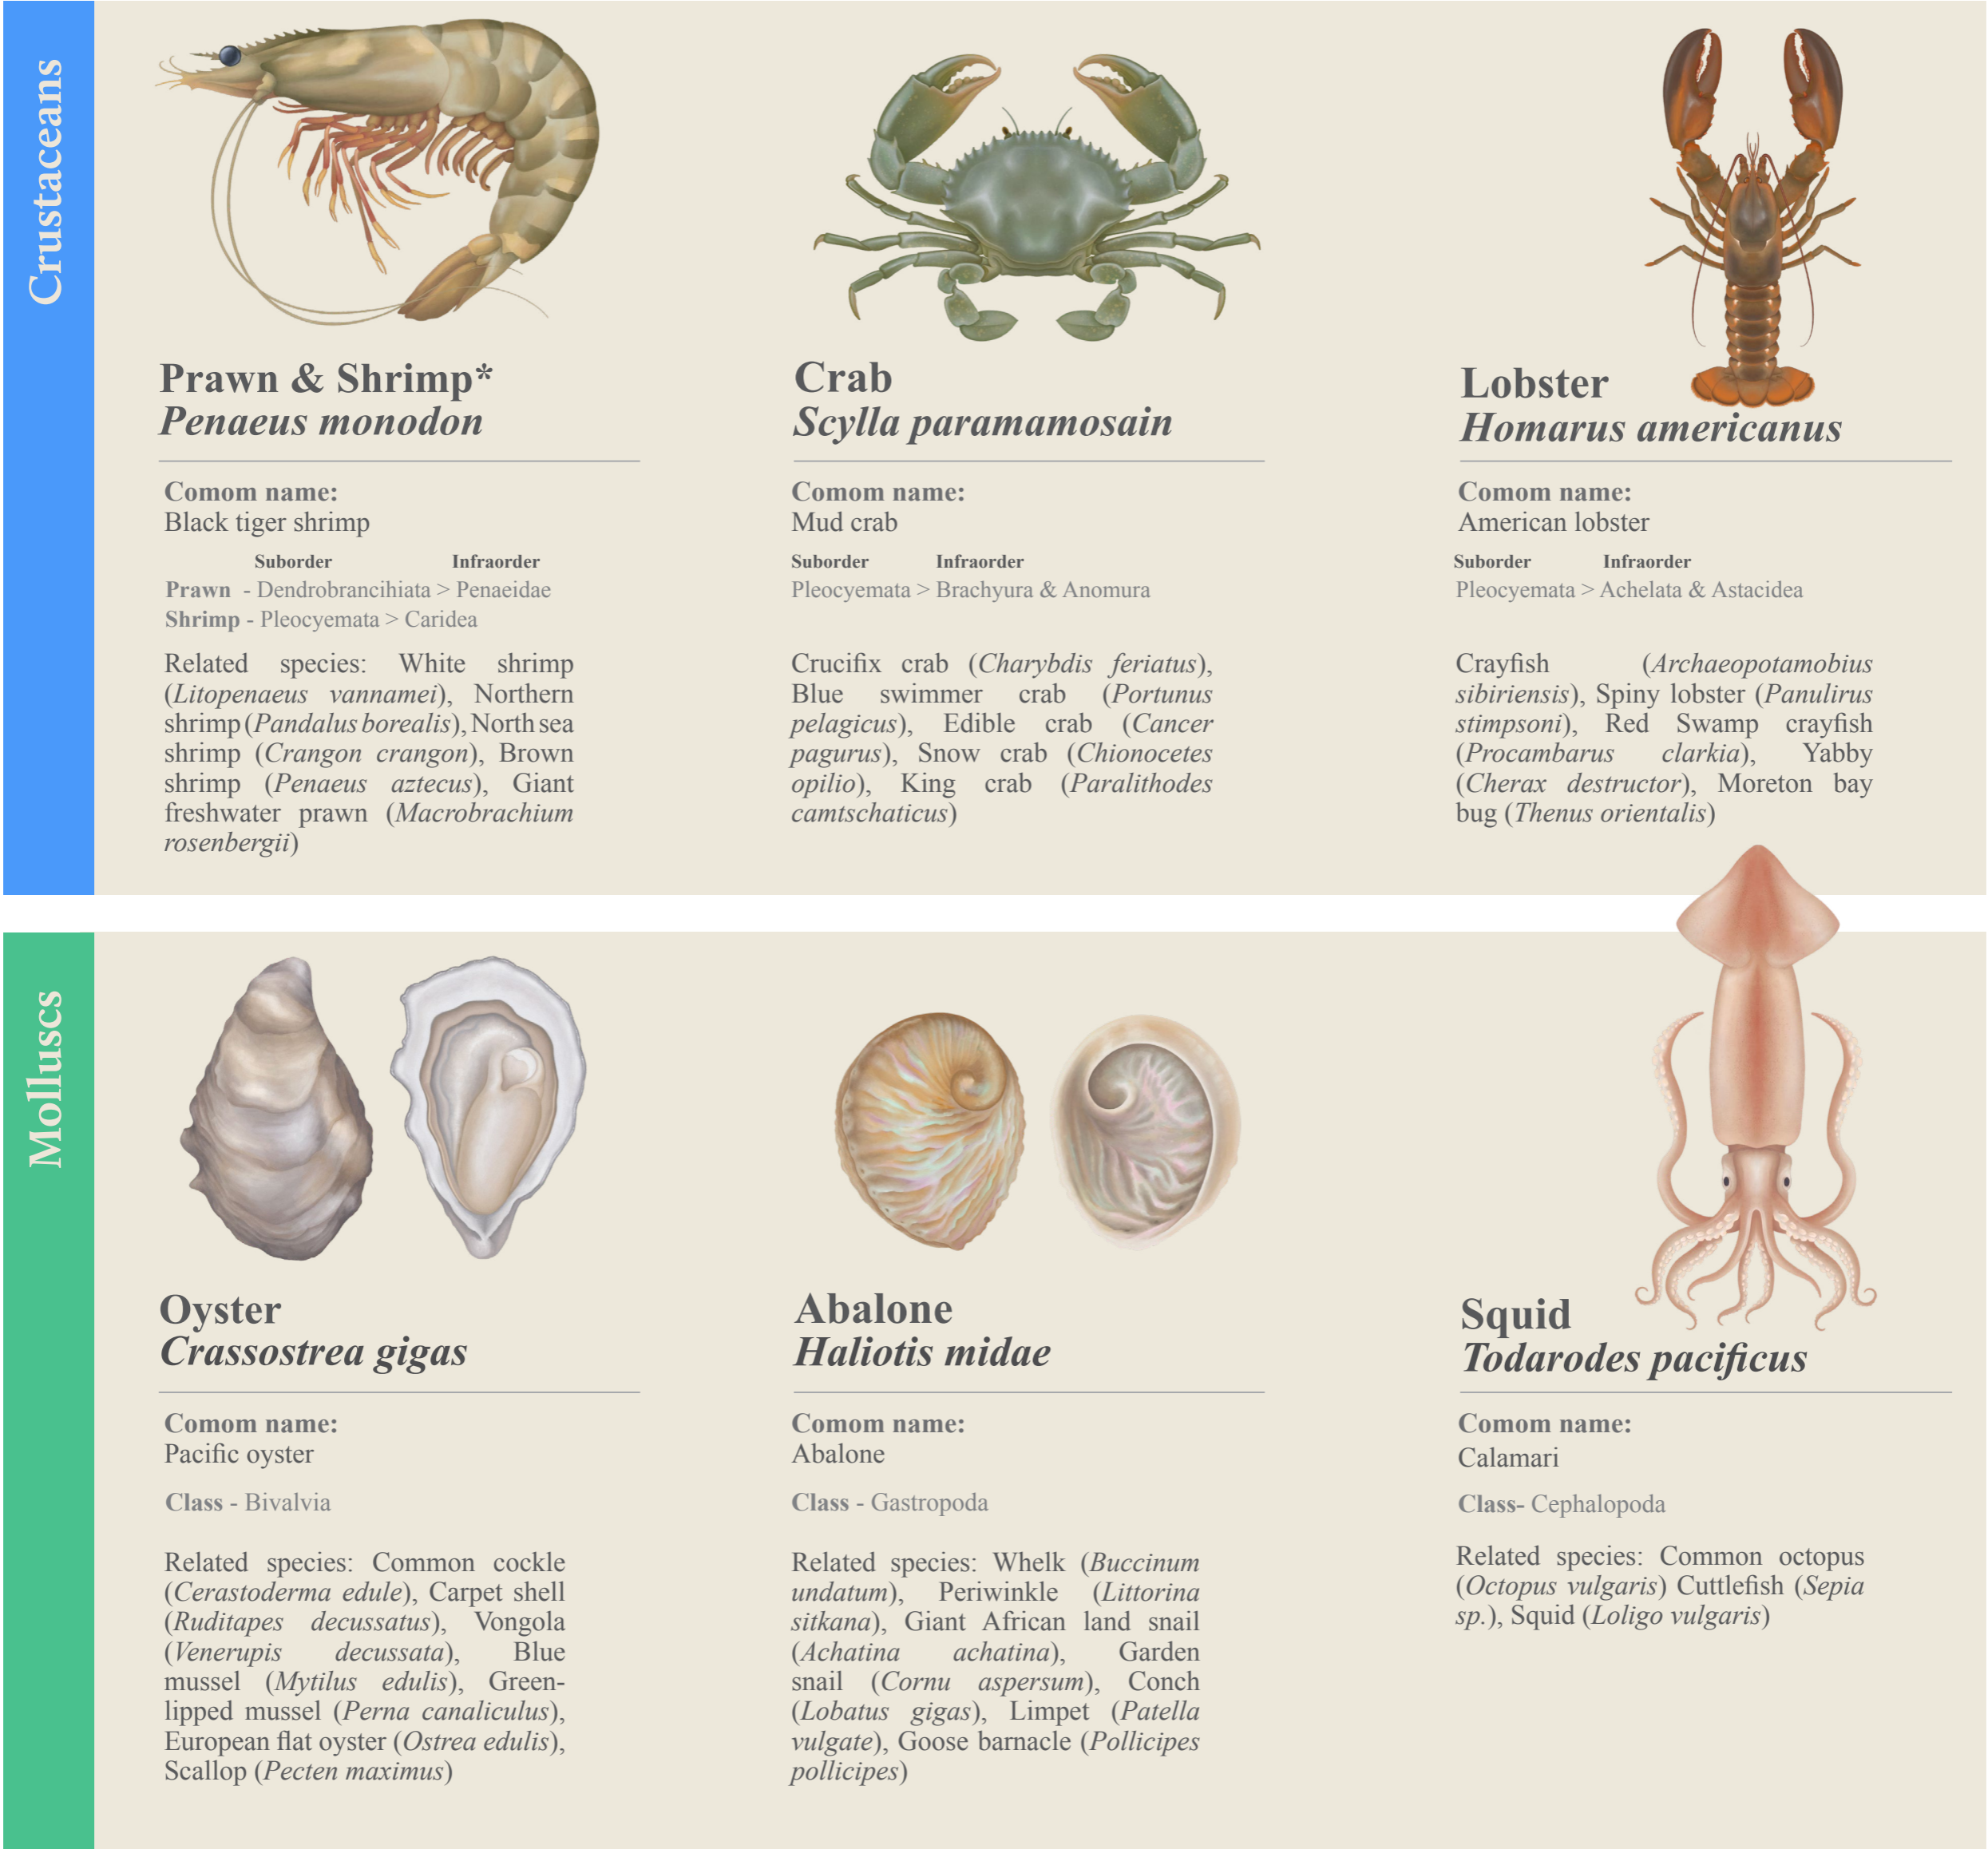 Crustaceans
Prawn & Shrimp*
Penaeus monodon
Comom name:
Black tiger shrimp
Suborder Infraorder
Prawn - Dendrobrancihiata > Penaeidae
Shrimp - Pleocyemata > Caridea
Related species: White shrimp
(Litopenaeus vannamei), Northern
shrimp (Pandalus borealis), North sea
shrimp (Crangon crangon), Brown
shrimp (Penaeus aztecus), Giant
freshwater prawn (Macrobrachium
rosenbergii)
Crab
Scylla paramamosain
Comom name:
Mud crab
Suborder Infraorder
Pleocyemata > Brachyura & Anomura
Crucifix crab (Charybdis feriatus),
Blue swimmer crab (Portunus
pelagicus), Edible crab (Cancer
pagurus), Snow crab (Chionocetes
opilio), King crab (Paralithodes
camtschaticus)
Lobster
Homarus americanus
Comom name:
American lobster
Suborder Infraorder
Pleocyemata > Achelata & Astacidea
Crayfish (Archaeopotamobius
sibiriensis), Spiny lobster (Panulirus
stimpsoni), Red Swamp crayfish
(Procambarus clarkia), Yabby
(Cherax destructor), Moreton bay
bug (Thenus orientalis)
Molluscs
Oyster
Crassostrea gigas
Comom name:
Pacific oyster
Class - Bivalvia
Related species: Common cockle
(Cerastoderma edule), Carpet shell
(Ruditapes decussatus), Vongola
(Venerupis decussata), Blue
mussel (Mytilus edulis), Green-
lipped mussel (Perna canaliculus),
European flat oyster (Ostrea edulis),
Scallop (Pecten maximus)
Abalone
Haliotis midae
Comom name:
Abalone
Class - Gastropoda
Related species: Whelk (Buccinum
undatum), Periwinkle (Littorina
sitkana), Giant African land snail
(Achatina achatina), Garden
snail (Cornu aspersum), Conch
(Lobatus gigas), Limpet (Patella
vulgate), Goose barnacle (Pollicipes
pollicipes)
Squid
Todarodes pacificus
Comom name:
Calamari
Class- Cephalopoda
Related species: Common octopus
(Octopus vulgaris) Cuttlefish (Sepia
sp.), Squid (Loligo vulgaris)